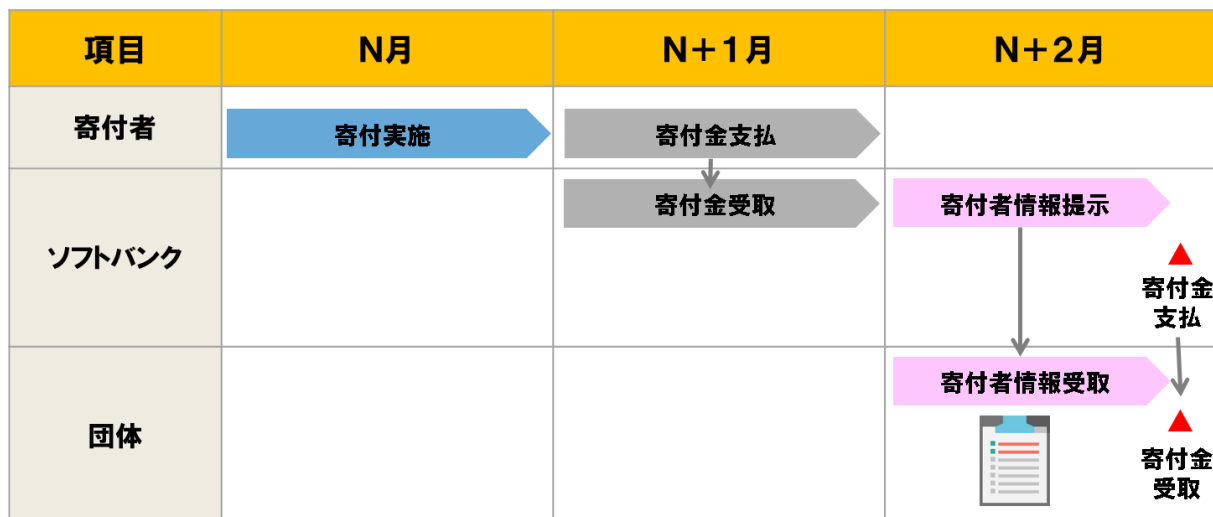 項目
N月
N+1月
N+2月
寄付者
寄付実施
寄付金支払
ソフトバンク
寄付金受取
寄付者情報提示
寄付金
支払
団体
寄付者情報受取
寄付金
受取